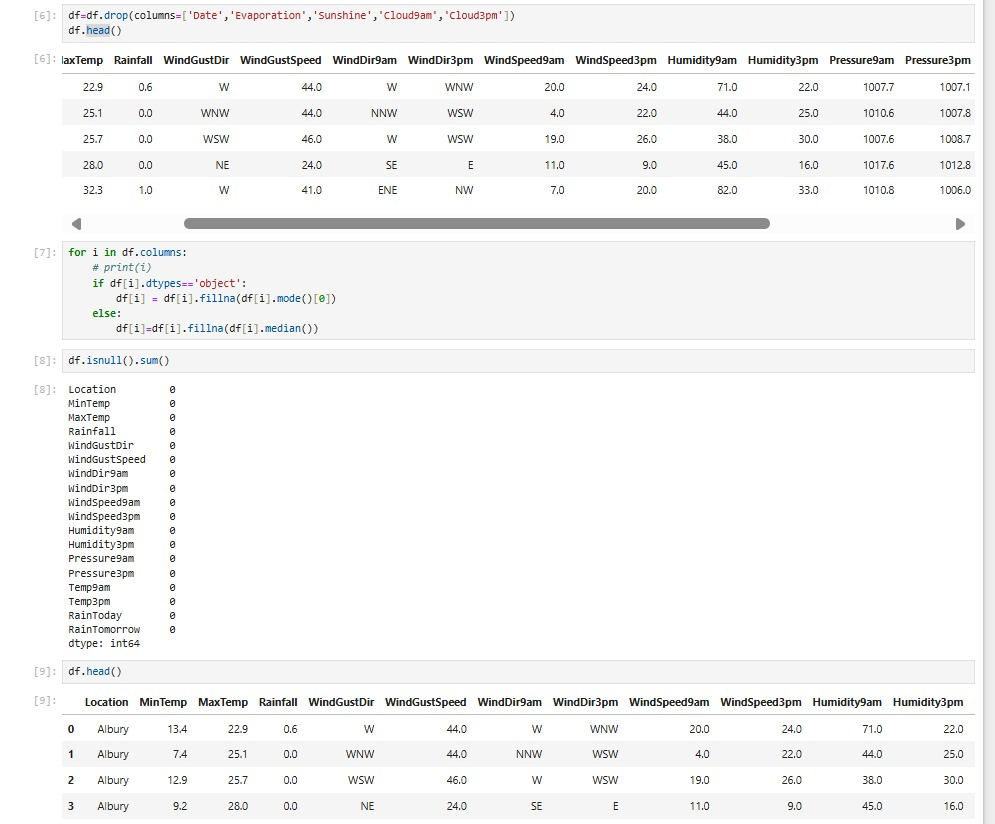 [6]: df=df.drop(columns=['Date','Evaporation','Sunshine','Cloud9am','Cloud3pm'])
df.head()
[6]: axTemp Rainfall WindGustDir WindGustSpeed WindDir9am WindDir3pm WindSpeed9am WindSpeed3pm Humidity9am Humidity3pm Pressure9am Pressure3pm
22.9 0.6 W 44.0 W WNW 20.0 24.0 71.0 22.0 1007.7 1007.1
25.1 0.0 WNW 44.0 NNW WSW 4.0 22.0 44.0 25.0 1010.6 1007.8
25.7 0.0 WSW 46.0 W WSW 19.0 26.0 38.0 30.0 1007.6 1008.7
28.0 0.0 NE 24.0 SE E 11.0 9.0 45.0 16.0 1017.6 1012.8
32.3 1.0 W 41.0 ENE NW 7.0 20.0 82.0 33.0 1010.8 1006.0
[7]: for i in df.columns:
# print(i)
if df[i].dtypes=='object':
df[i] = df[i].fillna(df[i].mode()[0])
else:
df[i]=df[i].fillna(df[i].median())
[8]: df.isnull().sum()
[8]: Location 0
MinTemp 0
MaxTemp 0
Rainfall 0
WindGustDir 0
WindGustSpeed 0
WindDir9am 0
WindDir3pm 0
WindSpeed9am 0
WindSpeed3pm 0
Humidity9am 0
Humidity3pm 0
Pressure9am 0
Pressure3pm 0
Temp9am 0
Temp3pm 0
RainToday 0
RainTomorrow 0
dtype: int64
[9]: df.head()
[9]: Location MinTemp MaxTemp Rainfall WindGustDir WindGustSpeed WindDir9am WindDir3pm WindSpeed9am WindSpeed3pm Humidity9am Humidity3pm
0 Albury 13.4 22.9 0.6 W 44.0 W WNW 20.0 24.0 71.0 22.0
1 Albury 7.4 25.1 0.0 WNW 44.0 NNW WSW 4.0 22.0 44.0 25.0
2 Albury 12.9 25.7 0.0 WSW 46.0 W WSW 19.0 26.0 38.0 30.0
3 Albury 9.2 28.0 0.0 NE 24.0 SE E 11.0 9.0 45.0 16.0